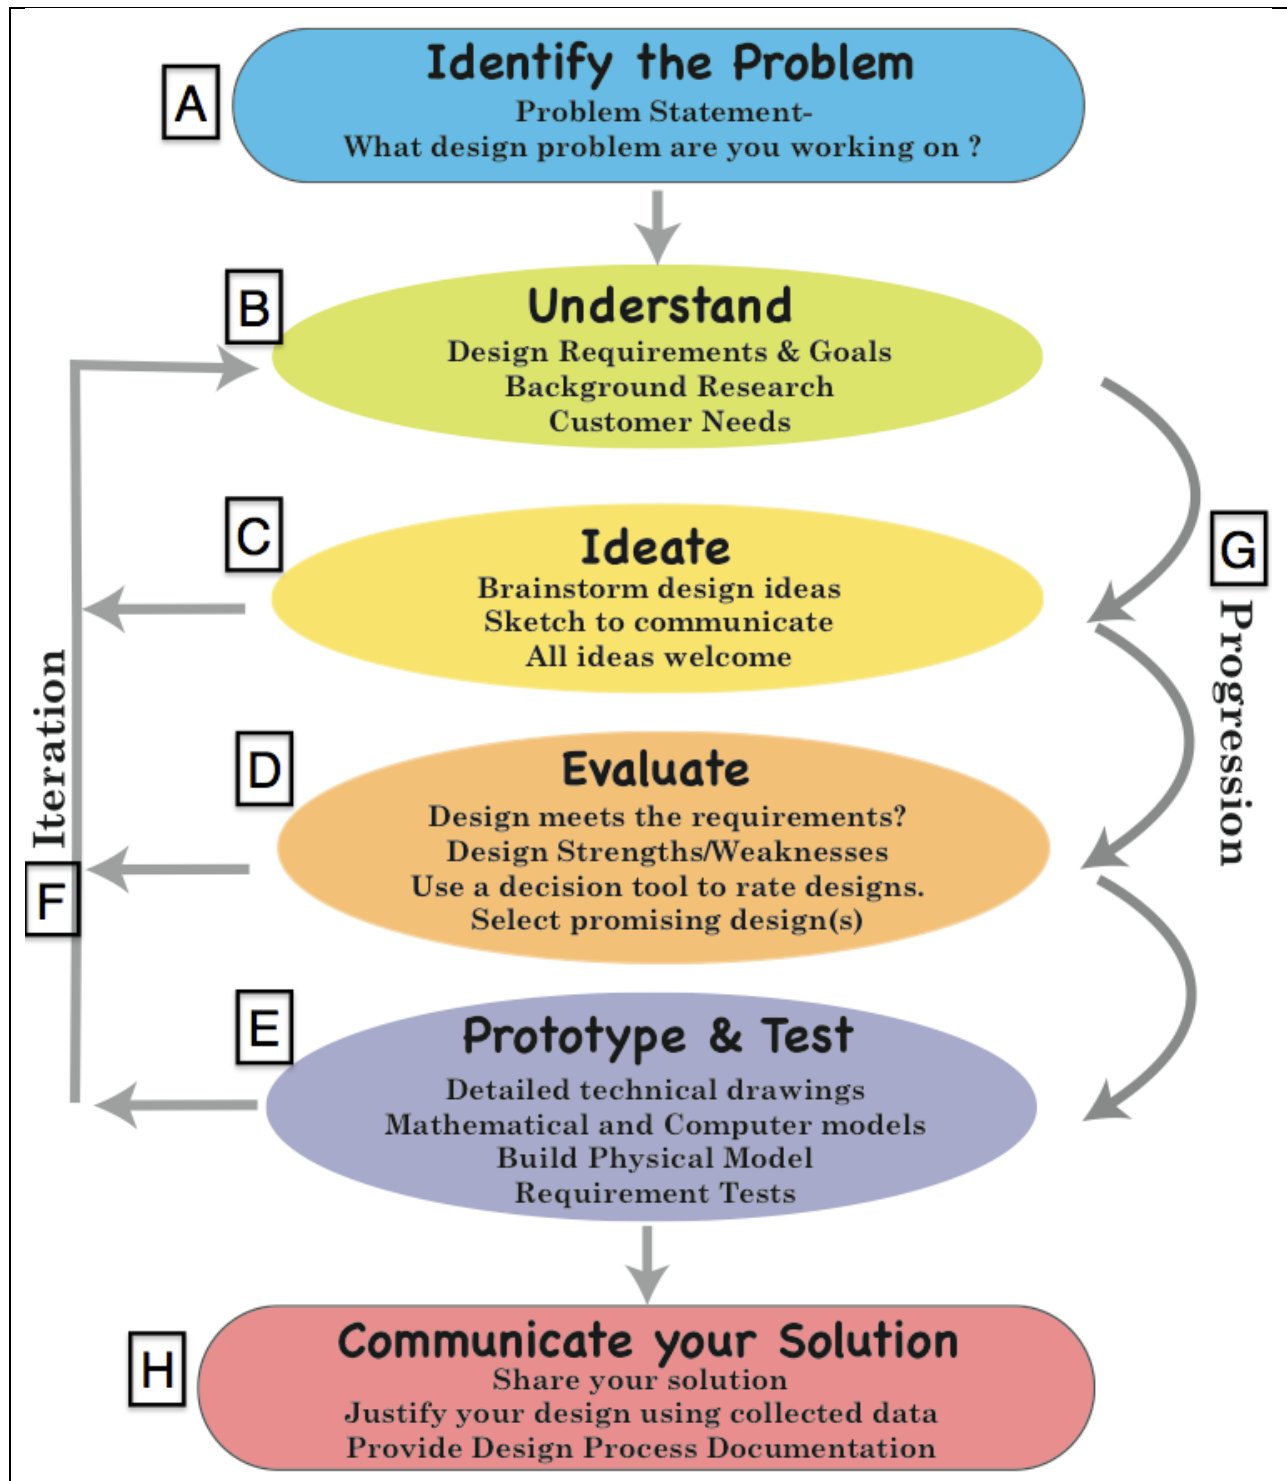 A
Identify the Problem
Problem Statement-
What design problem are you working on ?
B
Understand
Design Requirements & Goals
Background Research
Customer Needs
C
Ideate
Brainstorm design ideas
Sketch to communicate
All ideas welcome
D
Evaluate
Design meets the requirements?
Design Strengths/Weaknesses
Use a decision tool to rate designs.
Select promising design(s)
E
Prototype & Test
Detailed technical drawings
Mathematical and Computer models
Build Physical Model
Requirement Tests
F
Iteration
G
Progression
H
Communicate your Solution
Share your solution
Justify your design using collected data
Provide Design Process Documentation